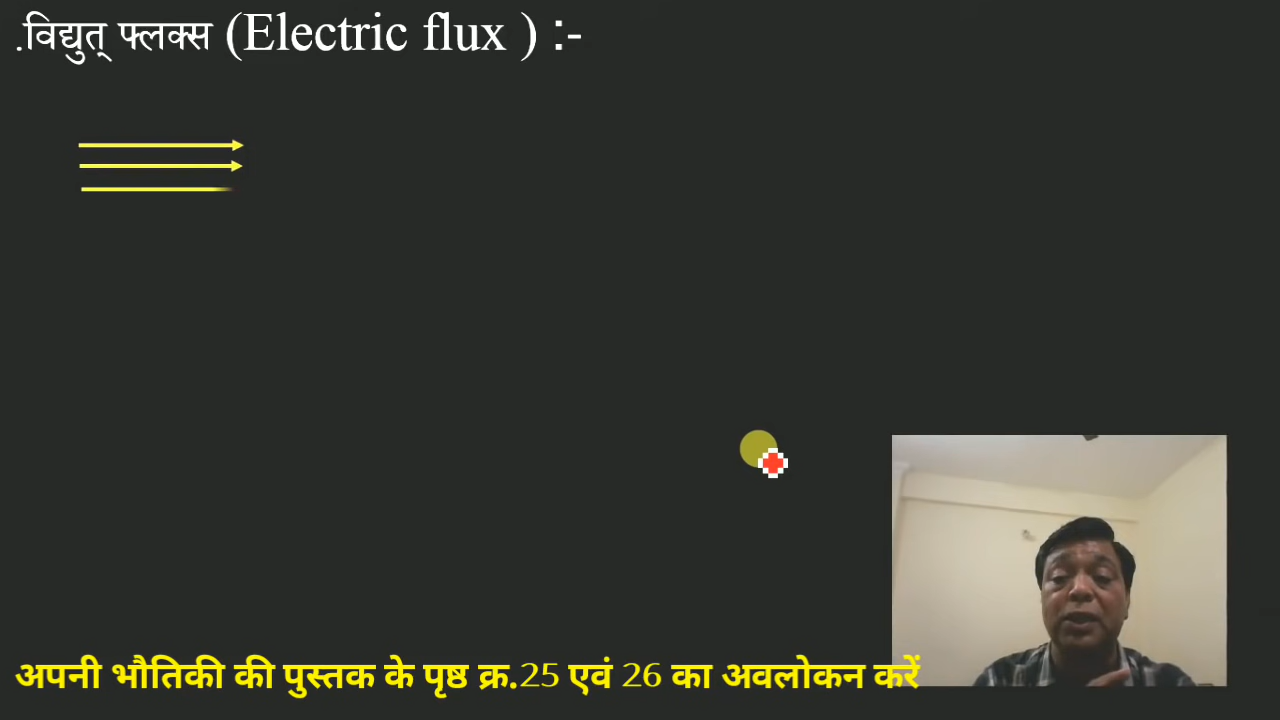 .विद्युत् फ्लक्स (Electric flux ) :-
अपनी भौतिकी की पुस्तक के पृष्ठ क्र.25 एवं 26 का अवलोकन करें